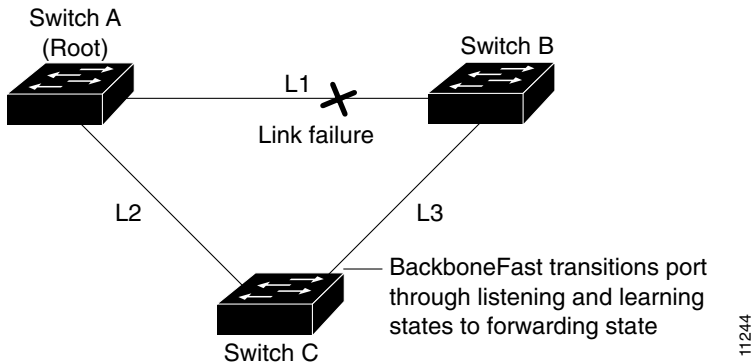 Switch A
(Root)
Switch B
L1
Link failure
L2
L3
BackboneFast transitions port
through listening and learning
states to forwarding state
Switch C
11244